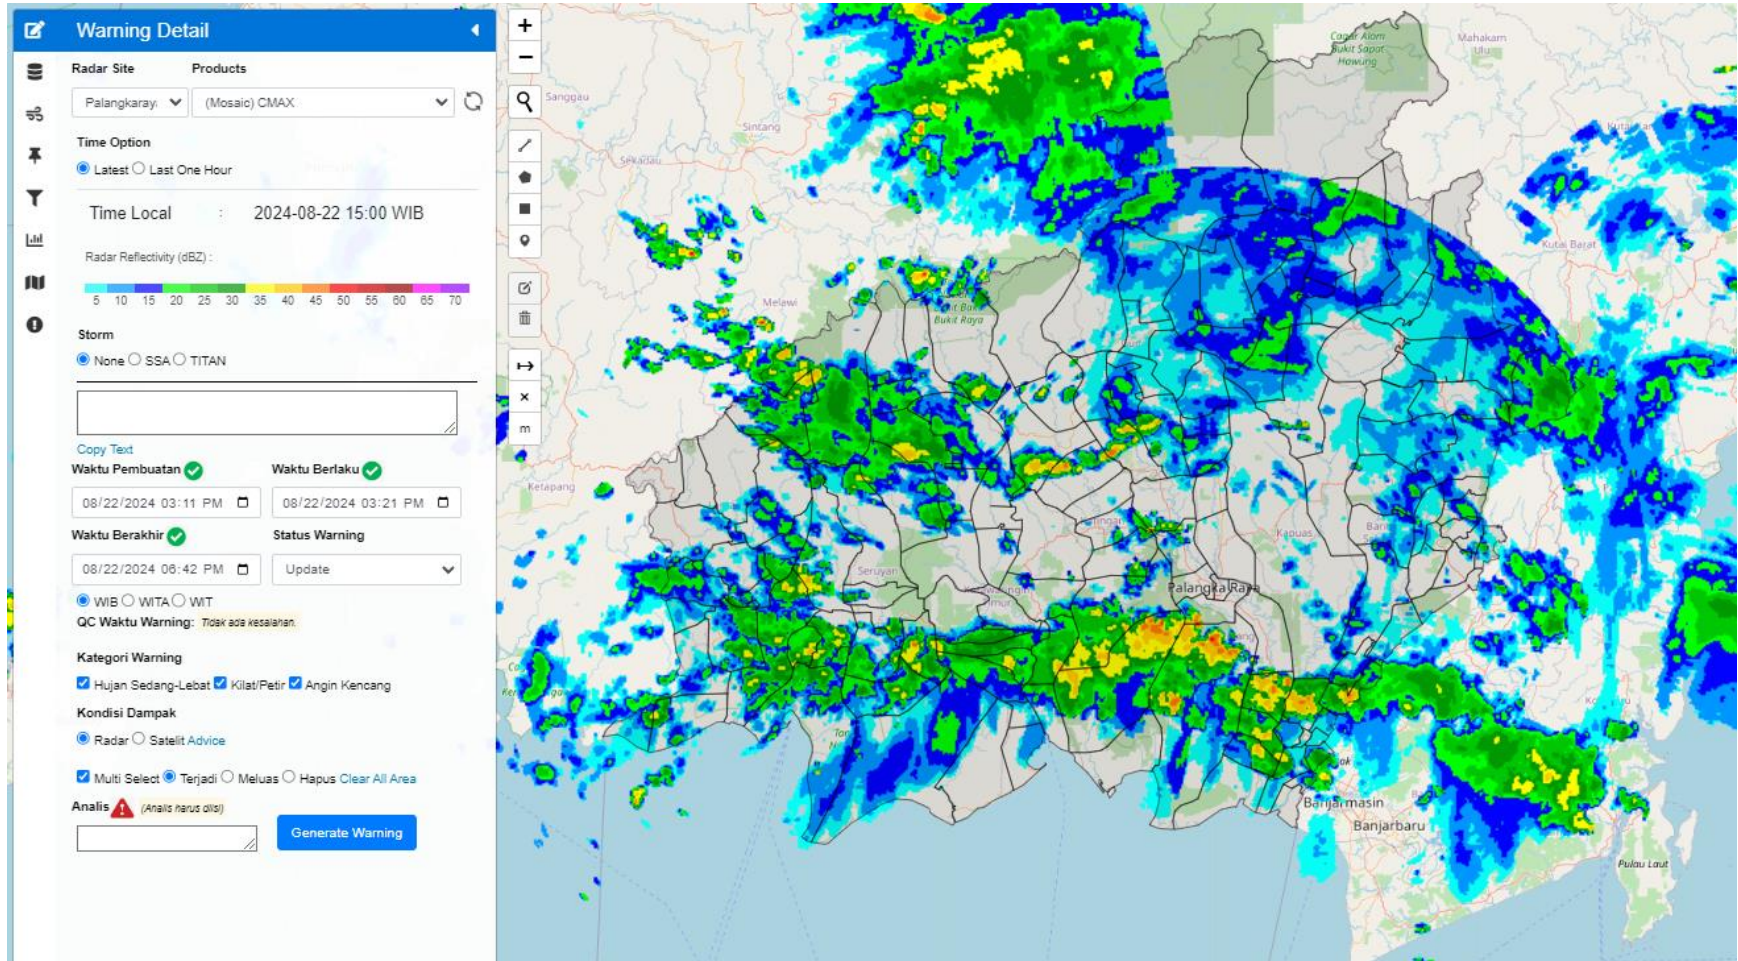 Warning Detail
Radar Site Products
Palangkaray (Mosaic) CMAX
Time Option
Latest Last One Hour
Time Local : 2024-08-22 15:00 WIB
Radar Reflectivity (dBZ) :
5 10 15 20 25 30 35 40 45 50 55 60 65 70
Storm
None SSA TITAN
Copy Text
Waktu Pembuatan Waktu Berlaku
08/22/2024 03:11 PM 08/22/2024 03:21 PM
Waktu Berakhir Status Warning
08/22/2024 06:42 PM Update
WIB WITA WIT
QC Waktu Warning: Tidak ada kesalahan.
Kategori Warning
Hujan Sedang-Lebat Kilat/Petir Angin Kencang
Kondisi Dampak
Radar Satelit Advice
Multi Select Terjadi Meluas Hapus Clear All Area
Analis (Analis harus diisi)
Generate Warning
+
−
×
m
Cagar Alam
Bukit Sapat
Hawung
Mahakam
Ulu
Sanggau
Sintang
Sekadau
Kutai Barat
Melawi
Bukit Raya
Ketapang
Kapuas
Seruyan
Palangka Raya
Banjarmasin
Banjarbaru
Pulau Laut